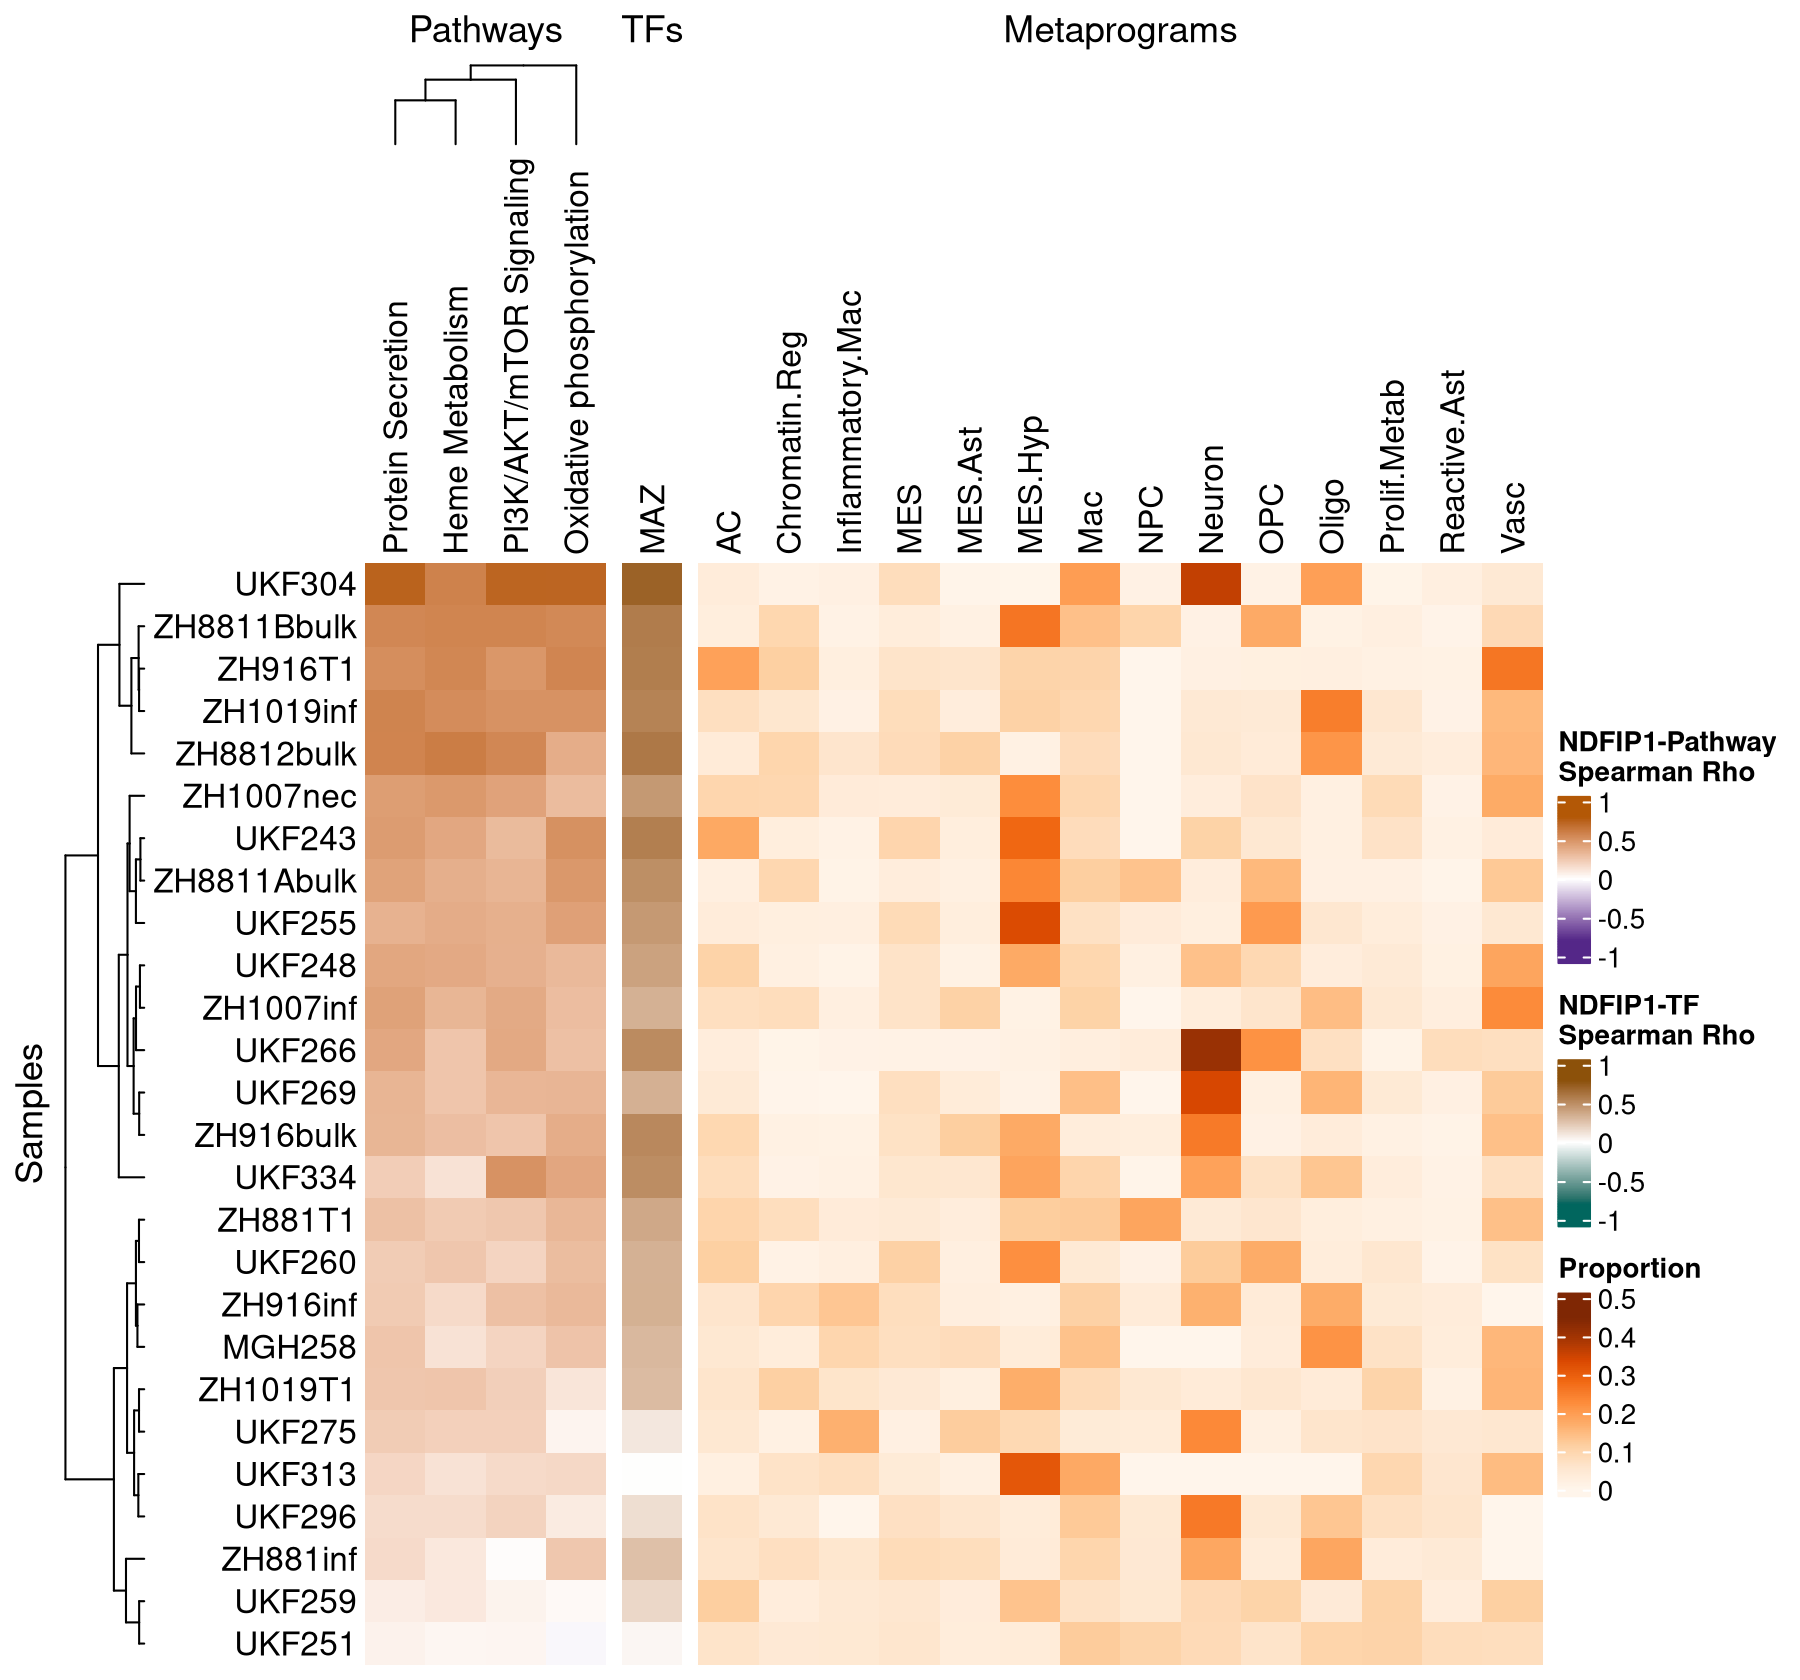 Pathways TFs Metaprograms
Protein Secretion
Heme Metabolism
PI3K/AKT/mTOR Signaling
Oxidative phosphorylation
MAZ
AC
Chromatin.Reg
Inflammatory.Mac
MES
MES.Ast
MES.Hyp
Mac
NPC
Neuron
OPC
Oligo
Prolif.Metab
Reactive.Ast
Vasc
Samples
UKF304
ZH8811Bbulk
ZH916T1
ZH1019inf
ZH8812bulk
ZH1007nec
UKF243
ZH8811Abulk
UKF255
UKF248
ZH1007inf
UKF266
UKF269
ZH916bulk
UKF334
ZH881T1
UKF260
ZH916inf
MGH258
ZH1019T1
UKF275
UKF313
UKF296
ZH881inf
UKF259
UKF251
NDFIP1-Pathway
Spearman Rho
1
0.5
0
-0.5
-1
NDFIP1-TF
Spearman Rho
1
0.5
0
-0.5
-1
Proportion
0.5
0.4
0.3
0.2
0.1
0